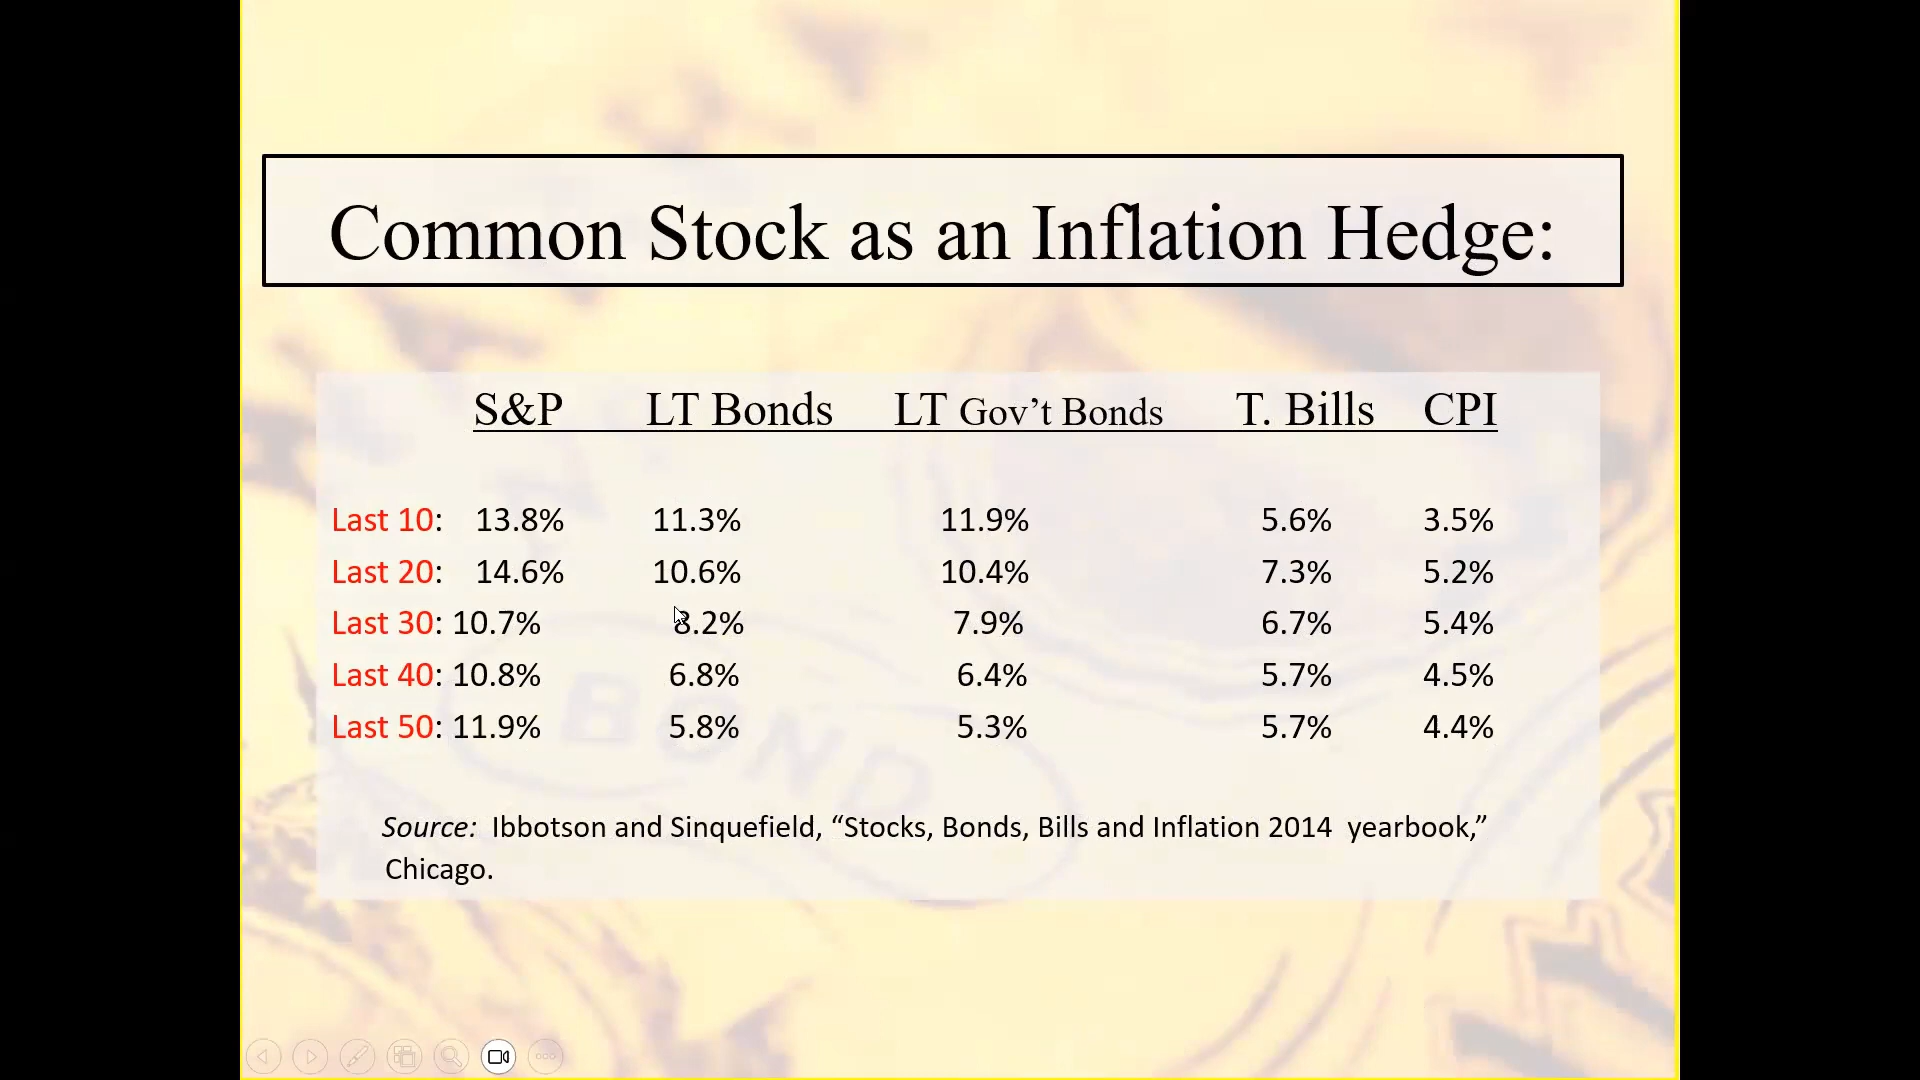 Common Stock as an Inflation Hedge:
S&P LT Bonds LT Gov’t Bonds T. Bills CPI
Last 10: 13.8% 11.3% 11.9% 5.6% 3.5%
Last 20: 14.6% 10.6% 10.4% 7.3% 5.2%
Last 30: 10.7% 8.2% 7.9% 6.7% 5.4%
Last 40: 10.8% 6.8% 6.4% 5.7% 4.5%
Last 50: 11.9% 5.8% 5.3% 5.7% 4.4%
BOND
Source: Ibbotson and Sinquefield, “Stocks, Bonds, Bills and Inflation 2014 yearbook,”
Chicago.